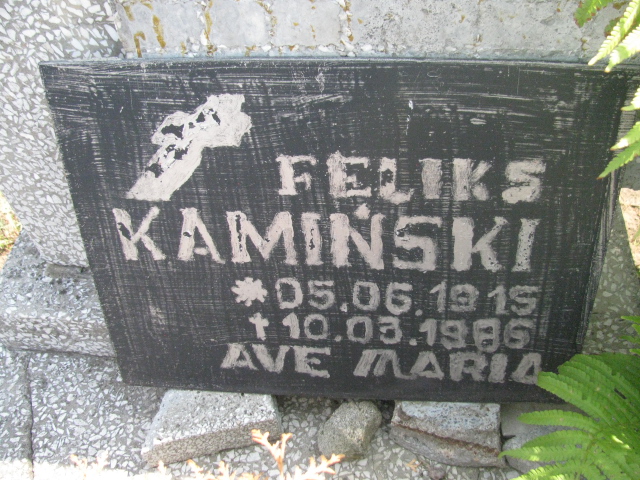 FELIKS
KAMIŃSKI
*05.06.1915
†10.03.1986
AVE MARIA